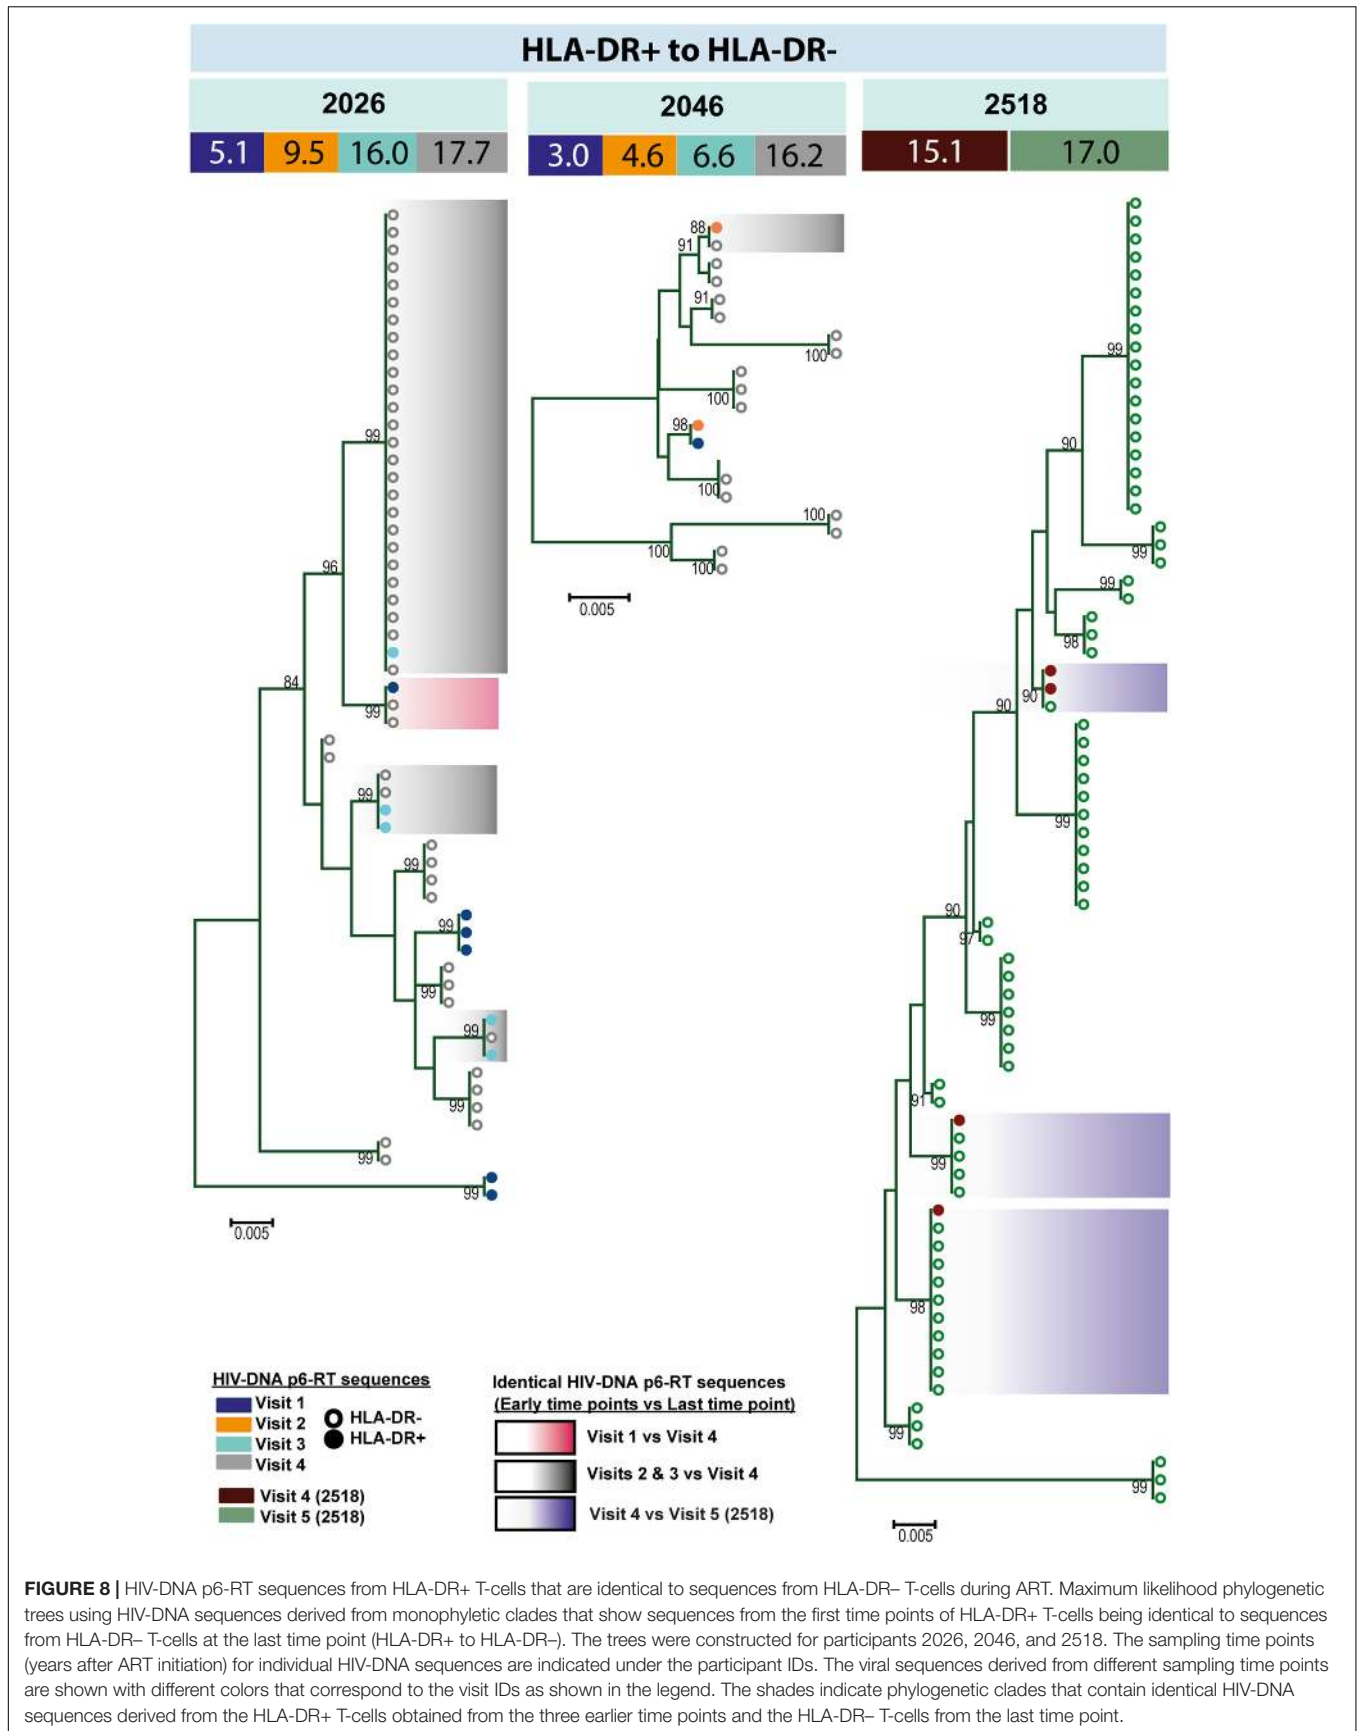 HLA-DR+ to HLA-DR-
2026 2046 2518
5.1 9.5 16.0 17.7 3.0 4.6 6.6 16.2 15.1 17.0
88
91
91
100
100
98
100
100
100
100
0.005
99
96
99
84
99
99
99
99
99
99
99
99
0.005
99
90
99
99
98
90
90
99
90
97
99
91
99
98
99
99
0.005
HIV-DNA p6-RT sequences
Visit 1
Visit 2
Visit 3
Visit 4
HLA-DR-
HLA-DR+
Visit 4 (2518)
Visit 5 (2518)
Identical HIV-DNA p6-RT sequences
(Early time points vs Last time point)
Visit 1 vs Visit 4
Visits 2 & 3 vs Visit 4
Visit 4 vs Visit 5 (2518)
FIGURE 8 | HIV-DNA p6-RT sequences from HLA-DR+ T-cells that are identical to sequences from HLA-DR– T-cells during ART. Maximum likelihood phylogenetic
trees using HIV-DNA sequences derived from monophyletic clades that show sequences from the first time points of HLA-DR+ T-cells being identical to sequences
from HLA-DR– T-cells at the last time point (HLA-DR+ to HLA-DR–). The trees were constructed for participants 2026, 2046, and 2518. The sampling time points
(years after ART initiation) for individual HIV-DNA sequences are indicated under the participant IDs. The viral sequences derived from different sampling time points
are shown with different colors that correspond to the visit IDs as shown in the legend. The shades indicate phylogenetic clades that contain identical HIV-DNA
sequences derived from the HLA-DR+ T-cells obtained from the three earlier time points and the HLA-DR– T-cells from the last time point.